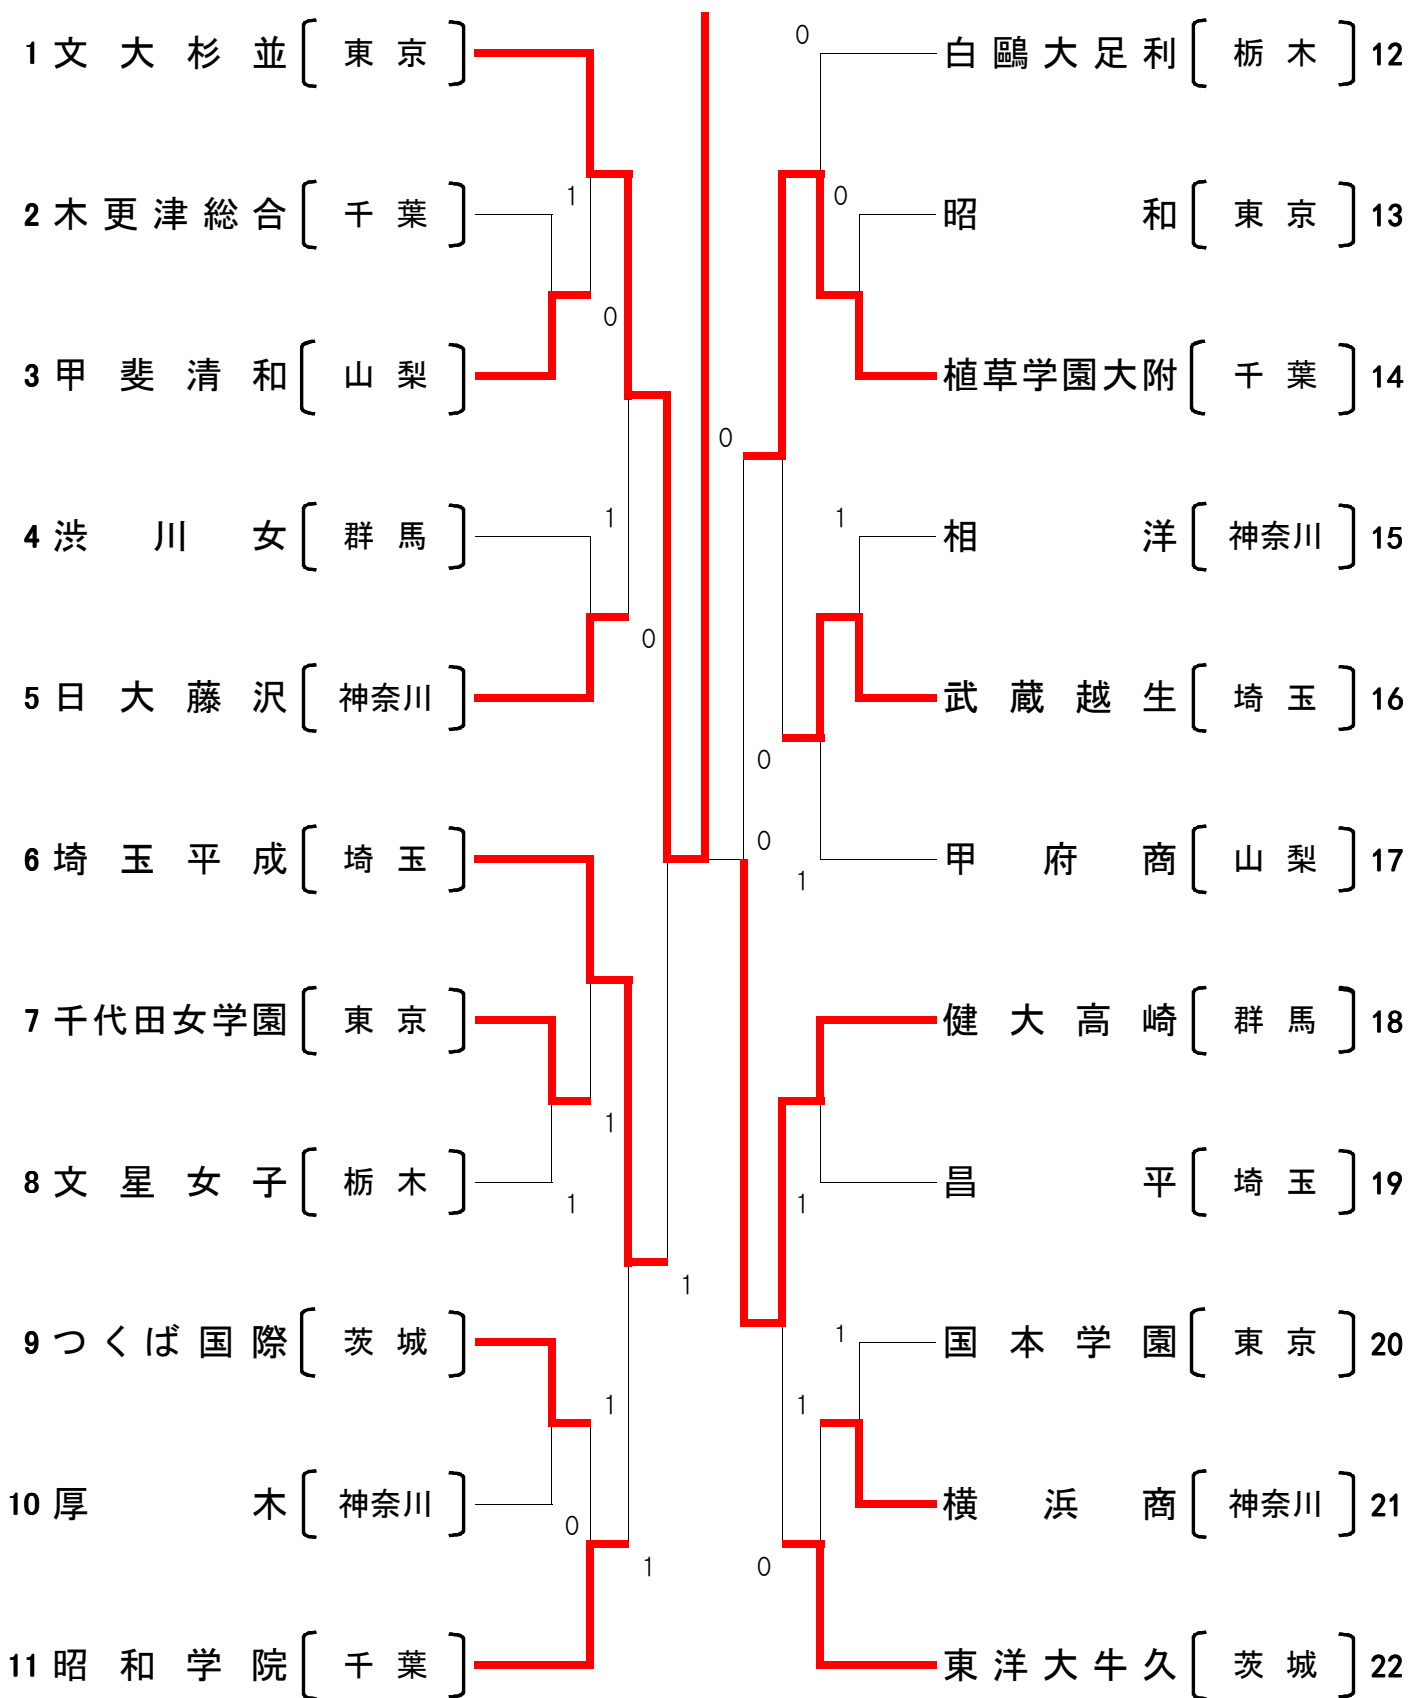 1 文大杉並 [ 東京 ]
1
2 木更津総合 [ 千葉 ]
0
3 甲斐清和 [ 山梨 ]
1
4 渋川女 [ 群馬 ]
0
5 日大藤沢 [ 神奈川 ]
6 埼玉平成 [ 埼玉 ]
7 千代田女学園 [ 東京 ]
1
8 文星女子 [ 栃木 ]
1
1
9 つくば国際 [ 茨城 ]
1
10 厚木 [ 神奈川 ]
0
1
11 昭和学院 [ 千葉 ]
0
白鷗大足利 [ 栃木 ] 12
0
昭和 [ 東京 ] 13
植草学園大附 [ 千葉 ] 14
0
1
相洋 [ 神奈川 ] 15
武蔵越生 [ 埼玉 ] 16
0
0
甲府商 [ 山梨 ] 17
1
健大高崎 [ 群馬 ] 18
昌平 [ 埼玉 ] 19
1
1
国本学園 [ 東京 ] 20
1
横浜商 [ 神奈川 ] 21
0
東洋大牛久 [ 茨城 ] 22